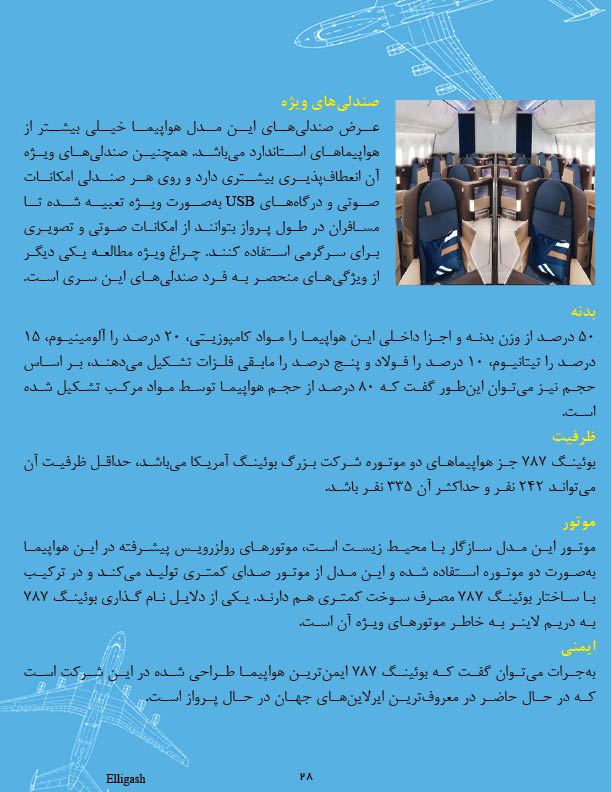 صندلی‌های ویژه
عرض صندلی‌های این مدل هواپیما خیلی بیشتر از
هواپیماهای استاندارد می‌باشد. همچنین صندلی‌های ویژه
آن انعطاف‌پذیری بیشتری دارد و روی هر صندلی امکانات
صوتی و درگاه‌های USB به‌صورت ویژه تعبیه شده تا
مسافران در طول پرواز بتوانند از امکانات صوتی و تصویری
برای سرگرمی استفاده کنند. چراغ ویژه مطالعه یکی دیگر
از ویژگی‌های منحصر به فرد صندلی‌های این سری است.
بدنه
۵۰ درصد از وزن بدنه و اجزا داخلی این هواپیما را مواد کامپوزیتی، ۲۰ درصد را آلومینیوم، ۱۵
درصد را تیتانیوم، ۱۰ درصد را فولاد و پنج درصد را مابقی فلزات تشکیل می‌دهند، بر اساس
حجم نیز می‌توان این‌طور گفت که ۸۰ درصد از حجم هواپیما توسط مواد مرکب تشکیل شده
است.
ظرفیت
بوئینگ ۷۸۷ جز هواپیماهای دو موتوره شرکت بزرگ بوئینگ آمریکا می‌باشد، حداقل ظرفیت آن
می‌تواند ۲۴۲ نفر و حداکثر آن ۳۳۵ نفر باشد.
موتور
موتور این مدل سازگار با محیط زیست است، موتورهای رولزرویس پیشرفته در این هواپیما
به‌صورت دو موتوره استفاده شده و این مدل از موتور صدای کمتری تولید می‌کند و در ترکیب
با ساختار بوئینگ ۷۸۷ مصرف سوخت کمتری هم دارند. یکی از دلایل نام گذاری بوئینگ ۷۸۷
به دریم لاینر به خاطر موتورهای ویژه آن است.
ایمنی
به‌جرات می‌توان گفت که بوئینگ ۷۸۷ ایمن‌ترین هواپیما طراحی شده در این شرکت است
که در حال حاضر در معروف‌ترین ایرلاین‌های جهان در حال پرواز است.
۲۸
Elligash